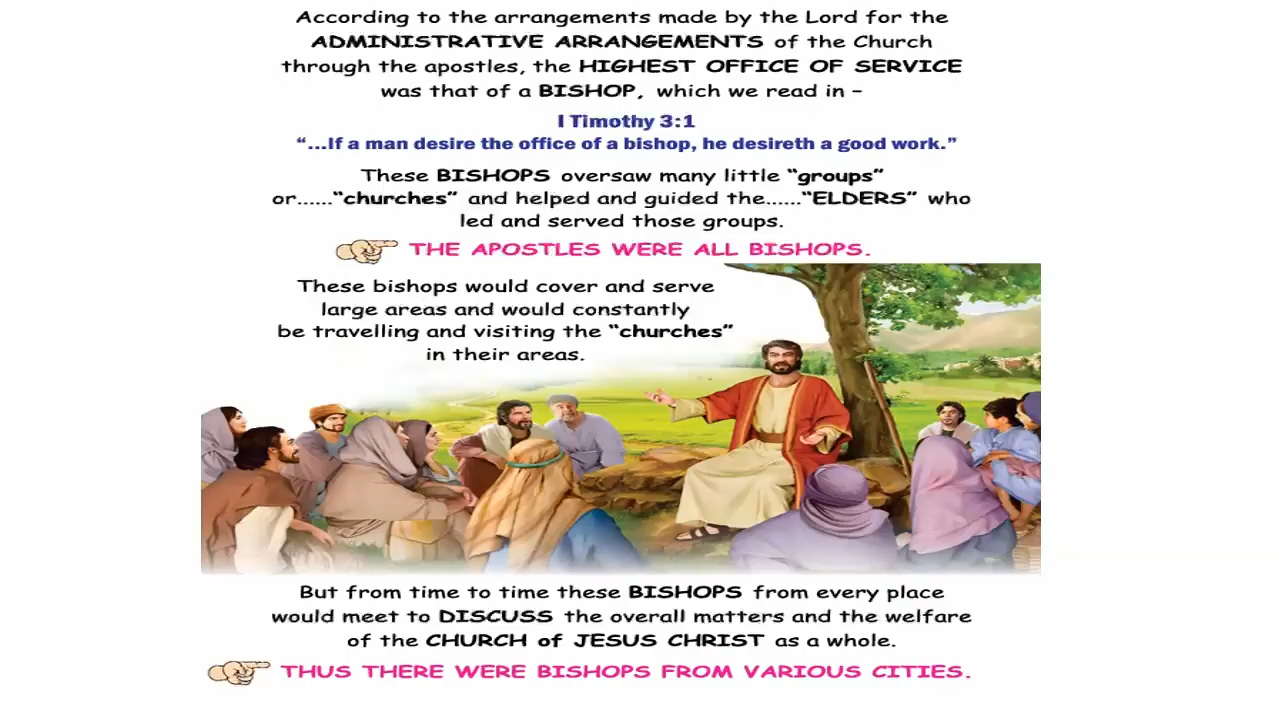 According to the arrangements made by the Lord for the
ADMINISTRATIVE ARRANGEMENTS of the Church
through the apostles, the HIGHEST OFFICE OF SERVICE
was that of a BISHOP, which we read in –
I Timothy 3:1
“...If a man desire the office of a bishop, he desireth a good work.”
These BISHOPS oversaw many little “groups”
or......“churches” and helped and guided the......“ELDERS” who
led and served those groups.
THE APOSTLES WERE ALL BISHOPS.
These bishops would cover and serve
large areas and would constantly
be travelling and visiting the “churches”
in their areas.
But from time to time these BISHOPS from every place
would meet to DISCUSS the overall matters and the welfare
of the CHURCH of JESUS CHRIST as a whole.
THUS THERE WERE BISHOPS FROM VARIOUS CITIES.